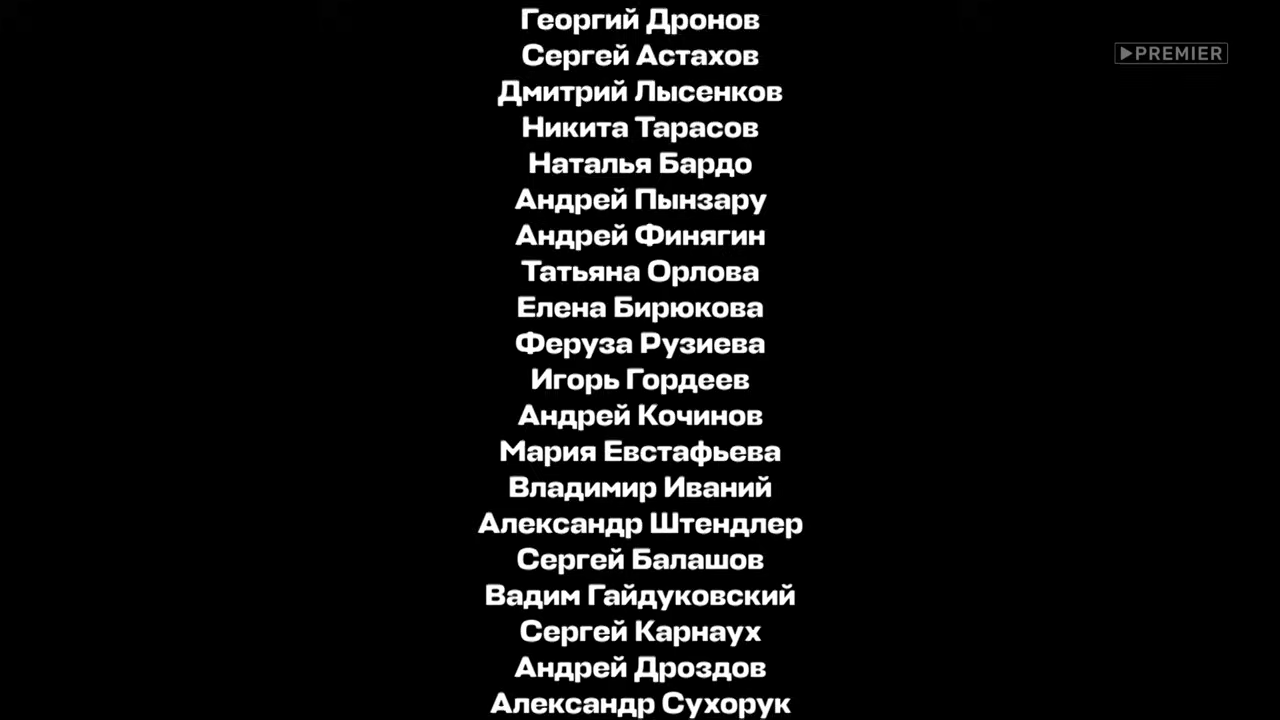 Георгий Дронов
PREMIER
Сергей Астахов
Дмитрий Лысенков
Никита Тарасов
Наталья Бардо
Андрей Пынзару
Андрей Финягин
Татьяна Орлова
Елена Бирюкова
Феруза Рузиева
Игорь Гордеев
Андрей Кочинов
Мария Евстафьева
Владимир Иваний
Александр Штендлер
Сергей Балашов
Вадим Гайдуковский
Сергей Карнаух
Андрей Дроздов
Александр Сухорук